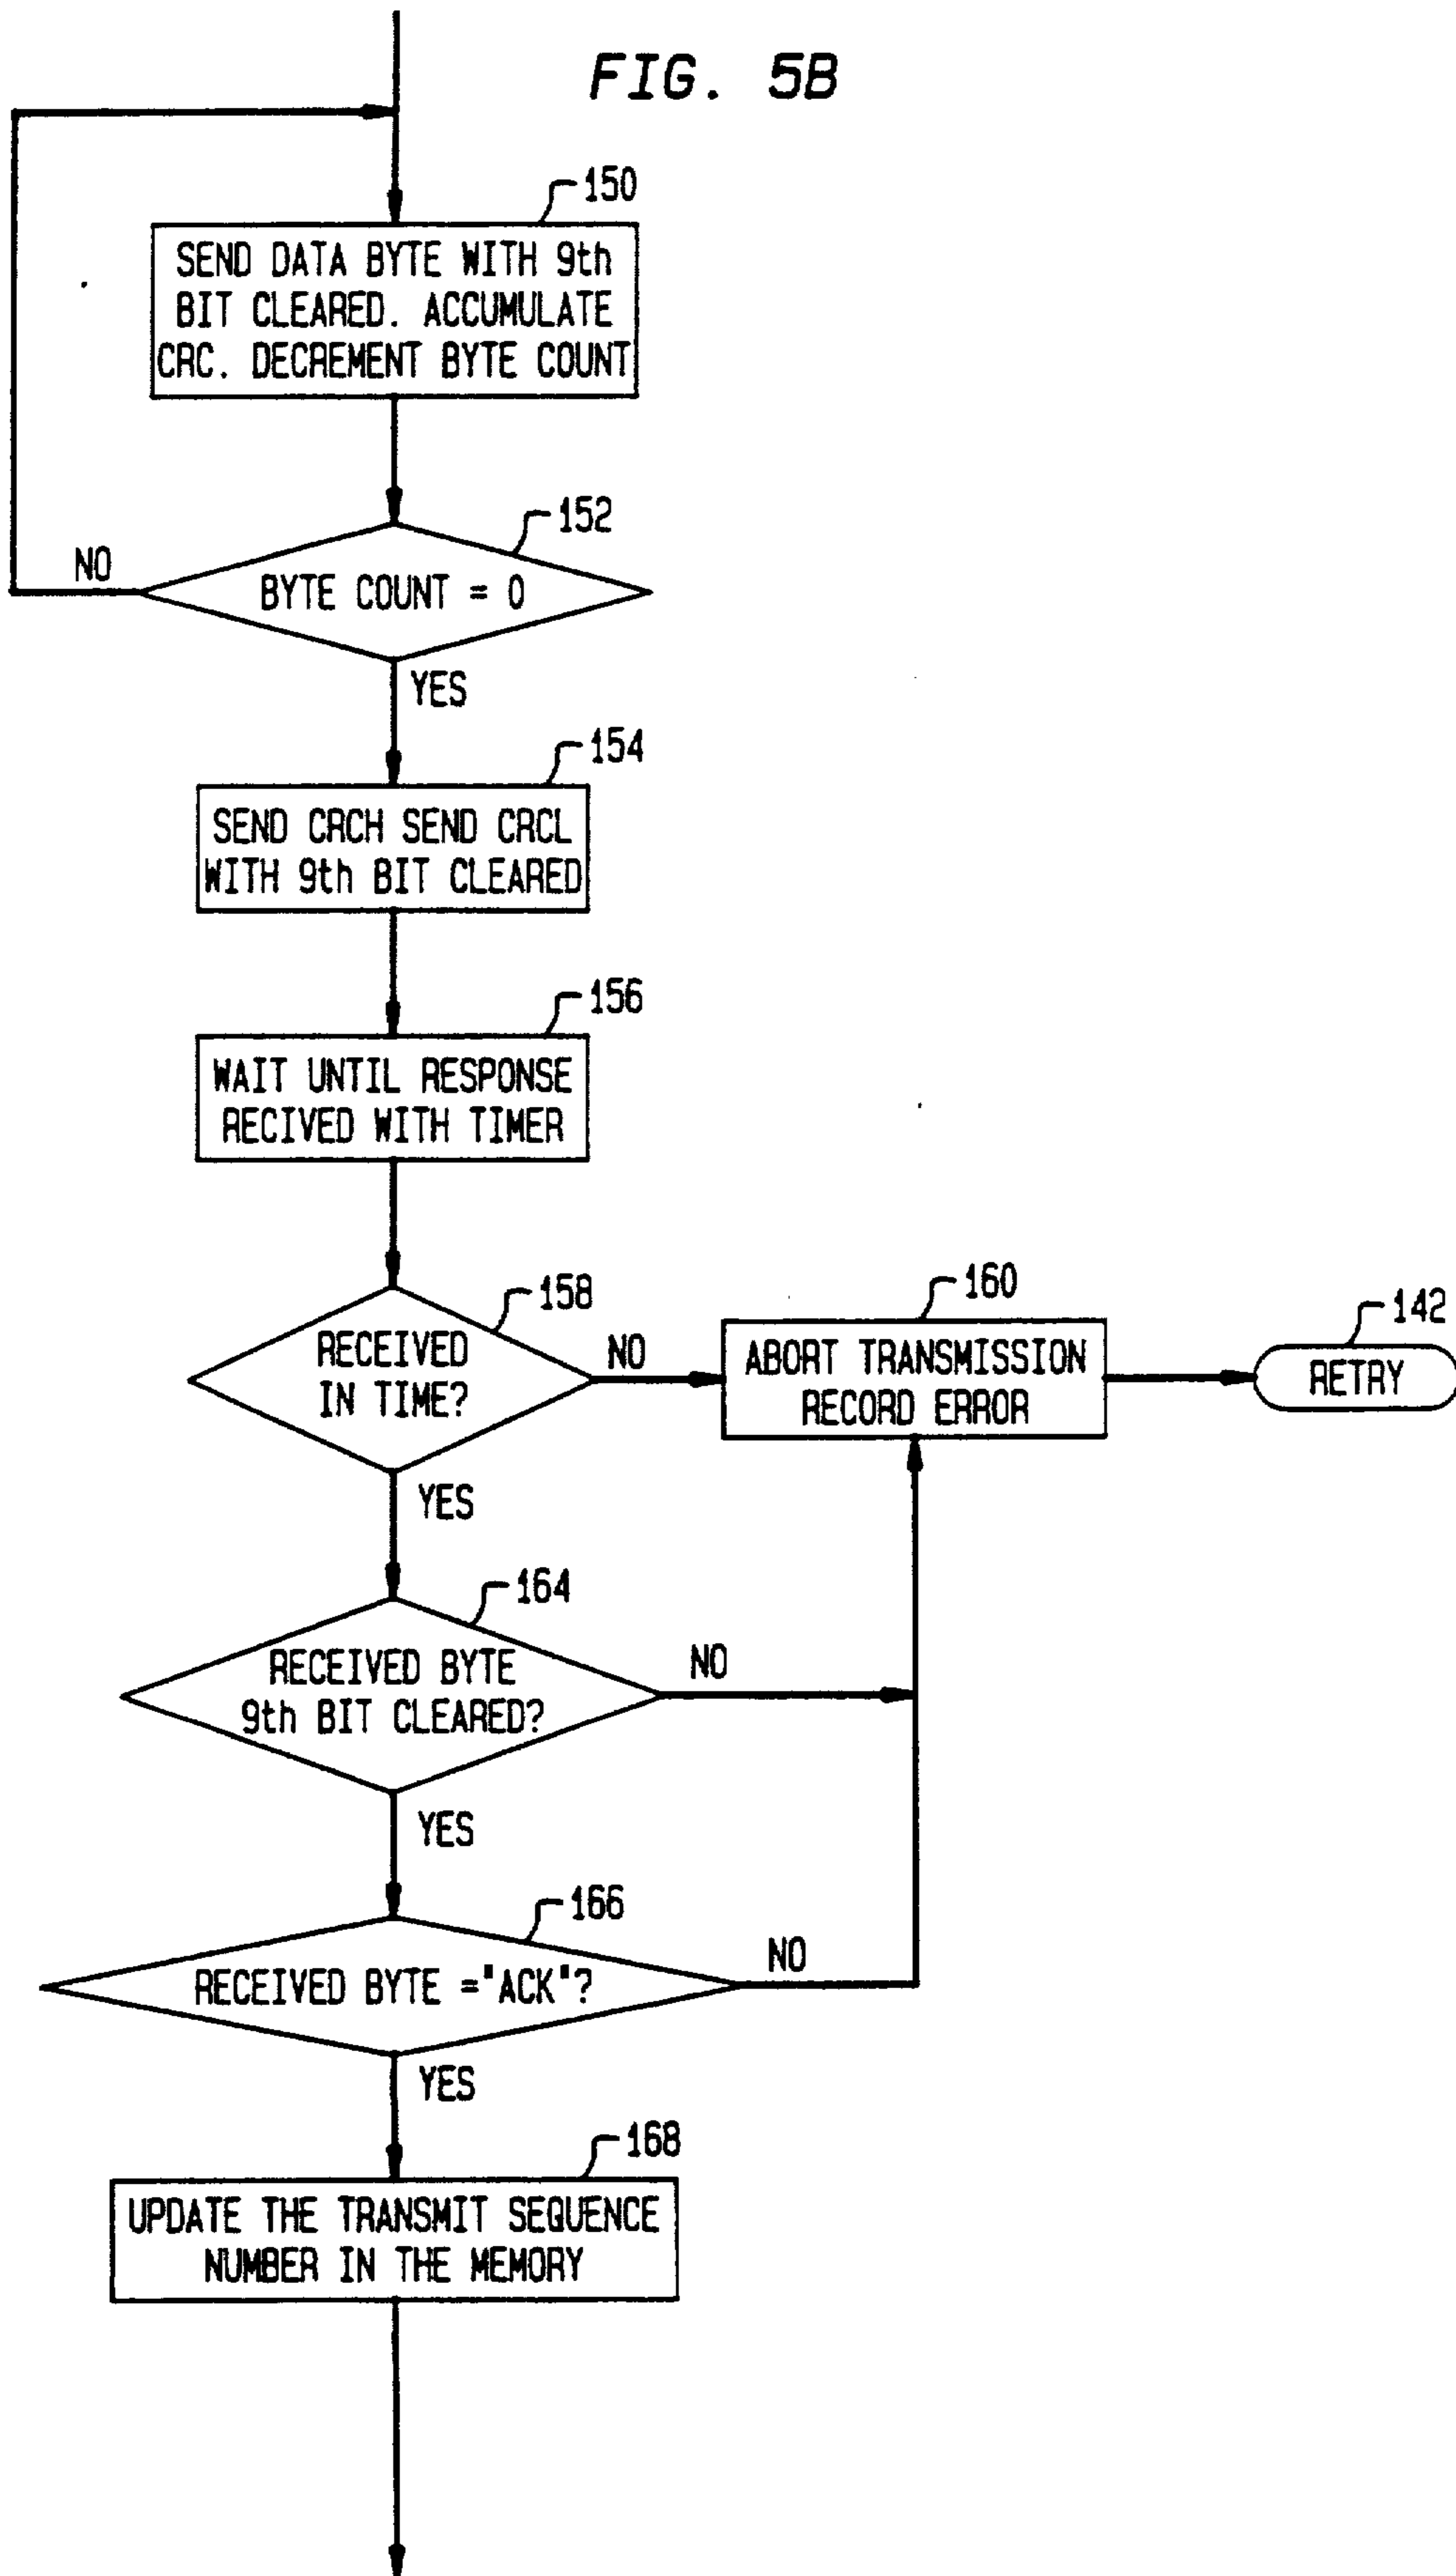 FIG. 5B
150
SEND DATA BYTE WITH 9th
BIT CLEARED. ACCUMULATE
CRC. DECREMENT BYTE COUNT
152
NO
BYTE COUNT = 0
YES
154
SEND CRCH SEND CRCL
WITH 9th BIT CLEARED
156
WAIT UNTIL RESPONSE
RECIVED WITH TIMER
158
RECEIVED
IN TIME?
NO
160
ABORT TRANSMISSION
RECORD ERROR
142
RETRY
YES
164
RECEIVED BYTE
9th BIT CLEARED?
NO
YES
166
RECEIVED BYTE ="ACK"?
NO
YES
168
UPDATE THE TRANSMIT SEQUENCE
NUMBER IN THE MEMORY